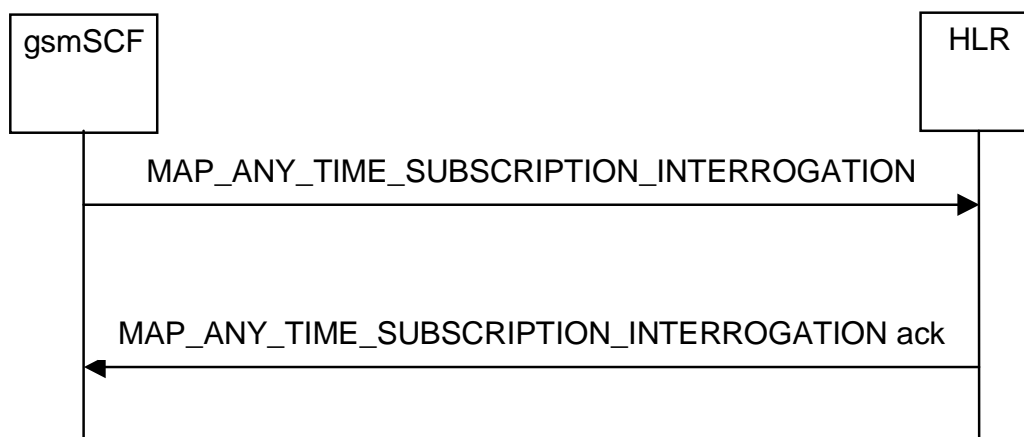 gsmSCF
HLR
MAP_ANY_TIME_SUBSCRIPTION_INTERROGATION
MAP_ANY_TIME_SUBSCRIPTION_INTERROGATION ack